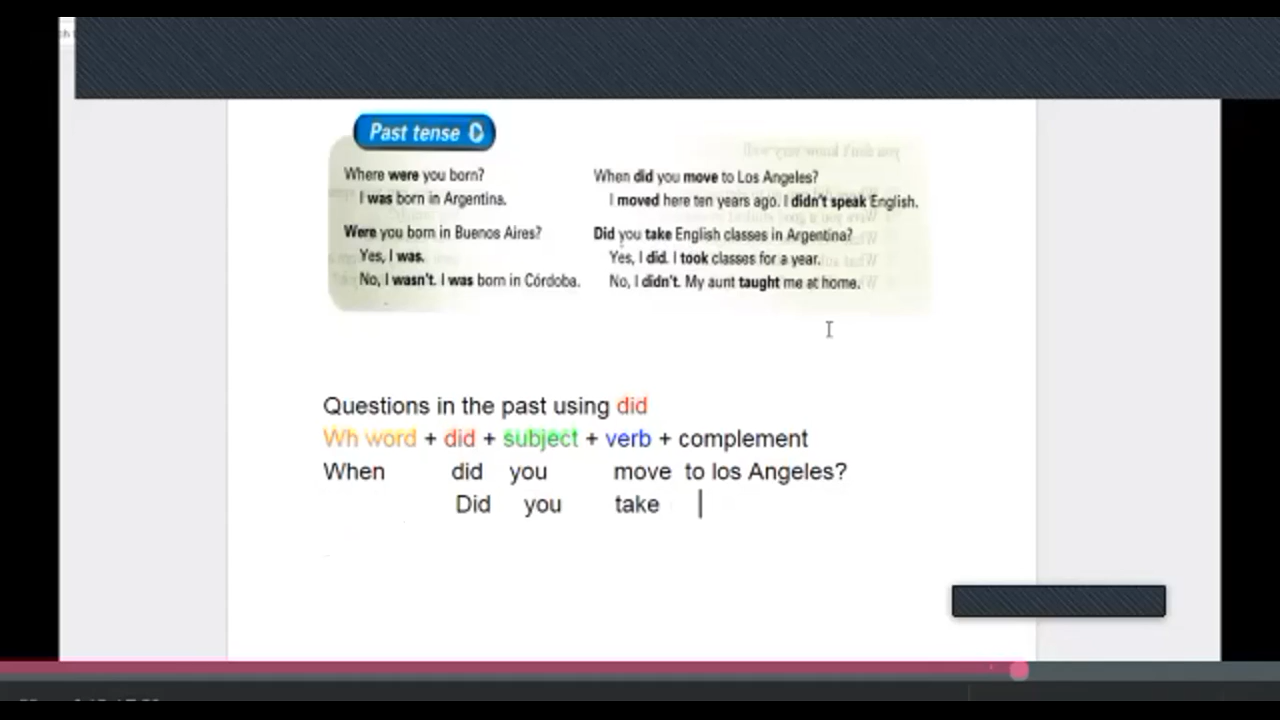 Past tense
Where were you born?
I was born in Argentina.
Were you born in Buenos Aires?
Yes, I was.
No, I wasn't. I was born in Córdoba.
When did you move to Los Angeles?
I moved here ten years ago. I didn't speak English.
Did you take English classes in Argentina?
Yes, I did. I took classes for a year.
No, I didn't. My aunt taught me at home.
Questions in the past using did
Wh word + did + subject + verb + complement
When did you move to los Angeles?
Did you take